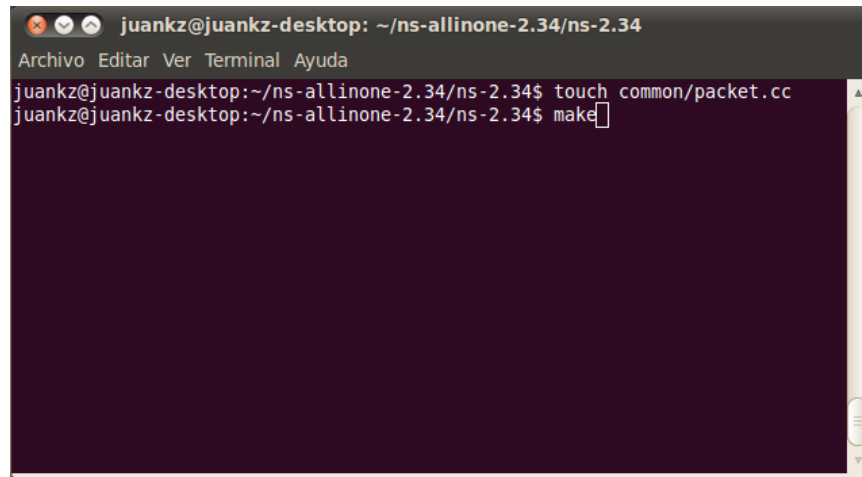 juankz@juankz-desktop: ~/ns-allinone-2.34/ns-2.34
Archivo Editar Ver Terminal Ayuda
juankz@juankz-desktop:~/ns-allinone-2.34/ns-2.34$ touch common/packet.cc
juankz@juankz-desktop:~/ns-allinone-2.34/ns-2.34$ make